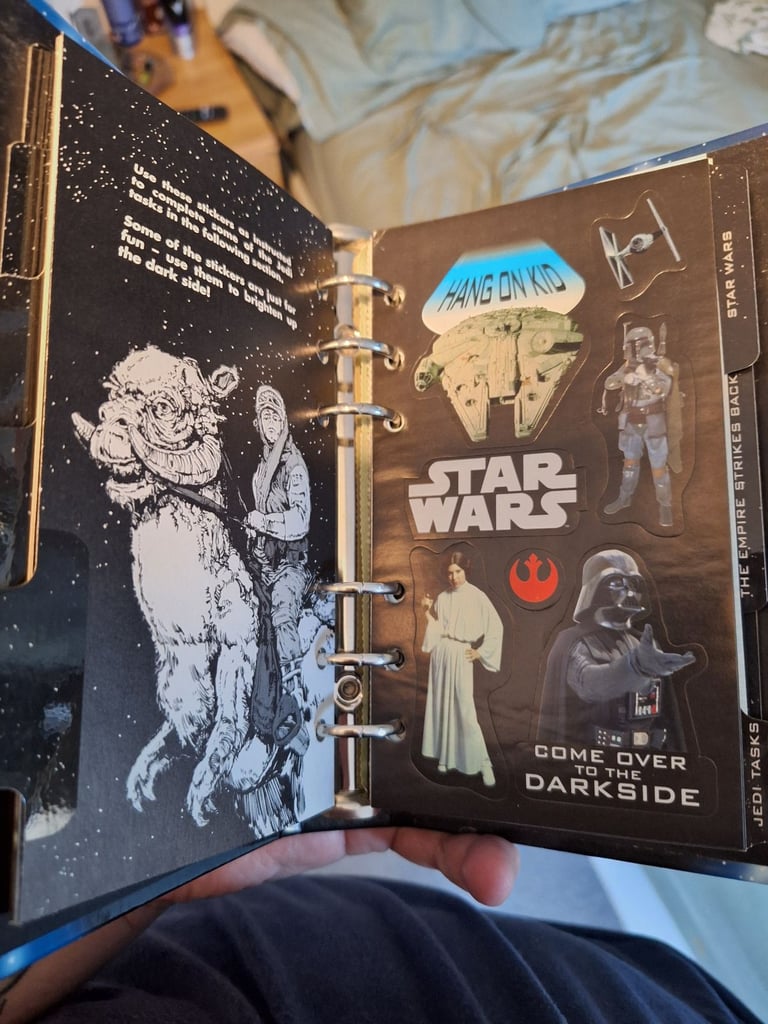 Use these stickers as instructed
to complete some of the Jedi
tasks in the following section.
Some of the stickers are just for
fun – use them to brighten up
the dark side!
HANG ON KID
STAR
WARS
COME OVER
TO THE
DARKSIDE
STAR WARS
THE EMPIRE STRIKES BACK
JEDI TASKS